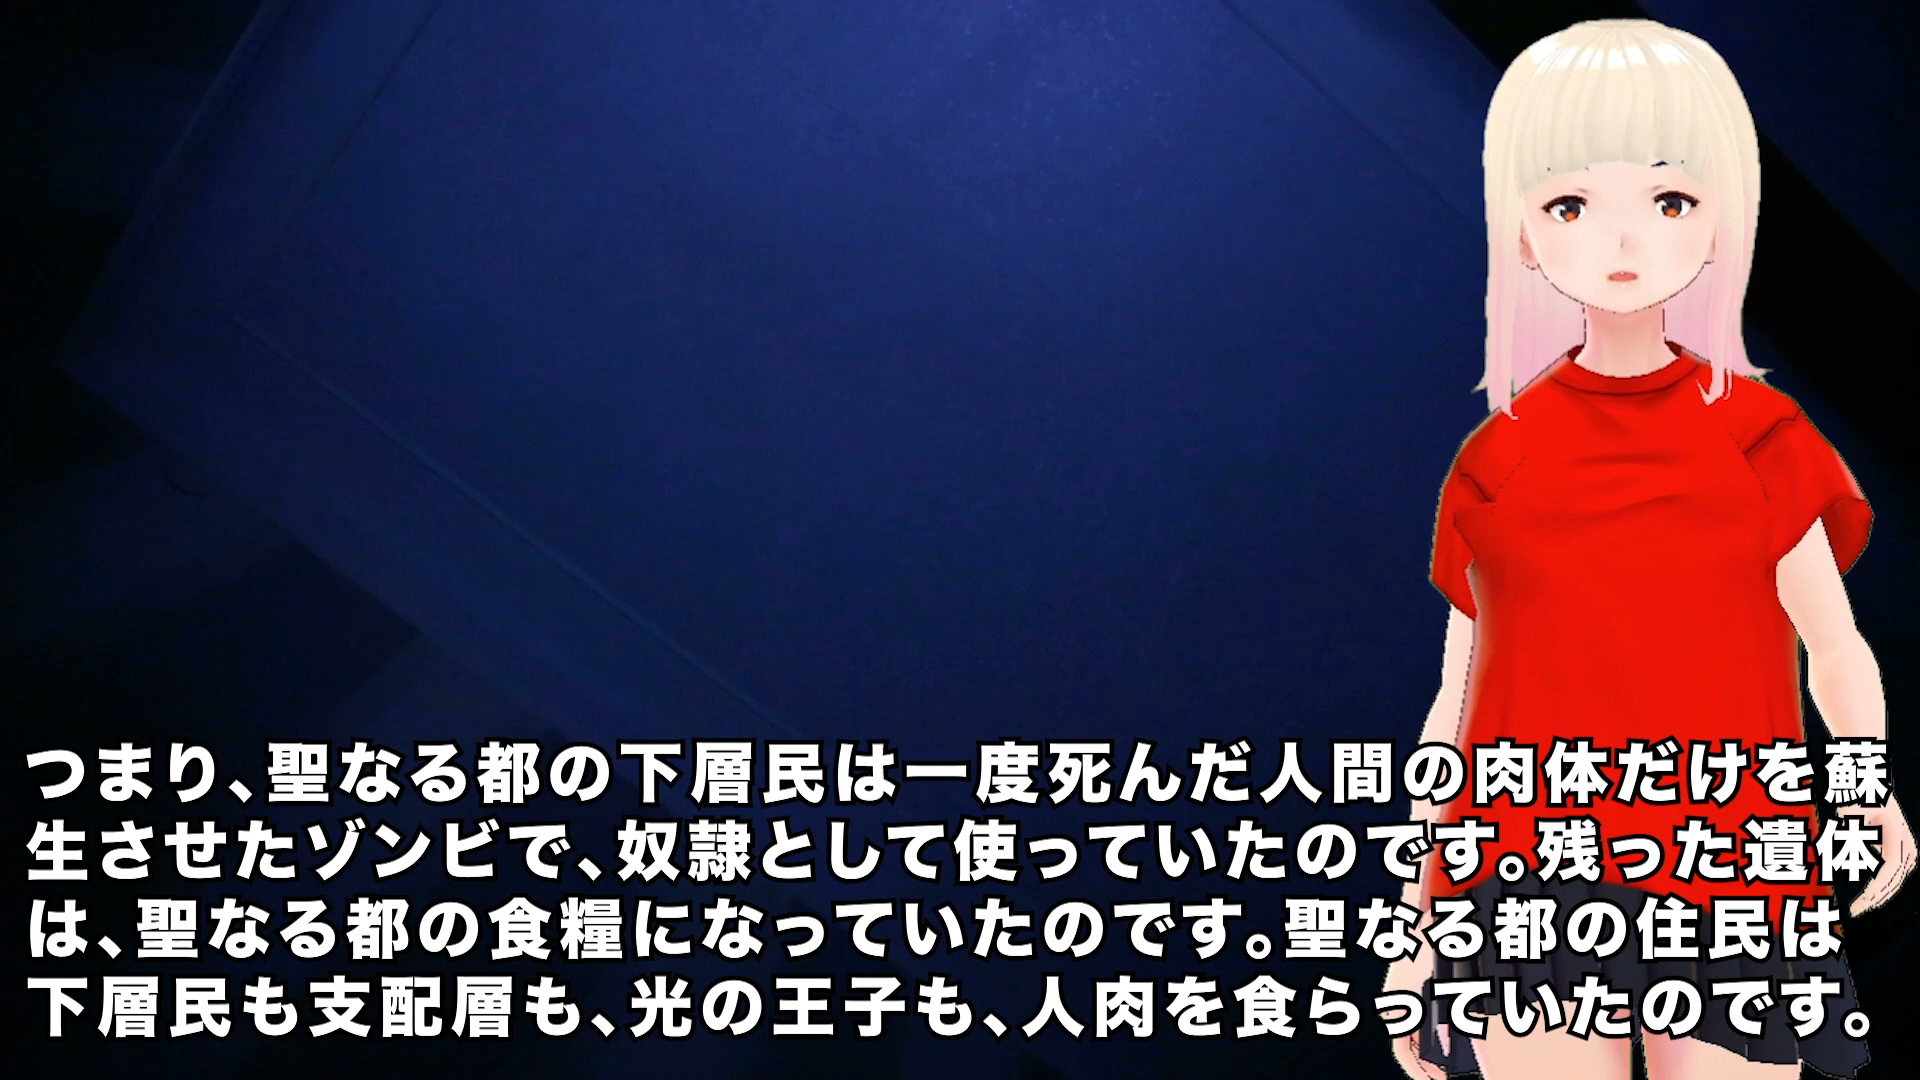 つまり、聖なる都の下層民は一度死んだ人間の肉体だけを蘇
生させたゾンビで、奴隷として使っていたのです。残った遺体
は、聖なる都の食糧になっていたのです。聖なる都の住民は
下層民も支配層も、光の王子も、人肉を食らっていたのです。